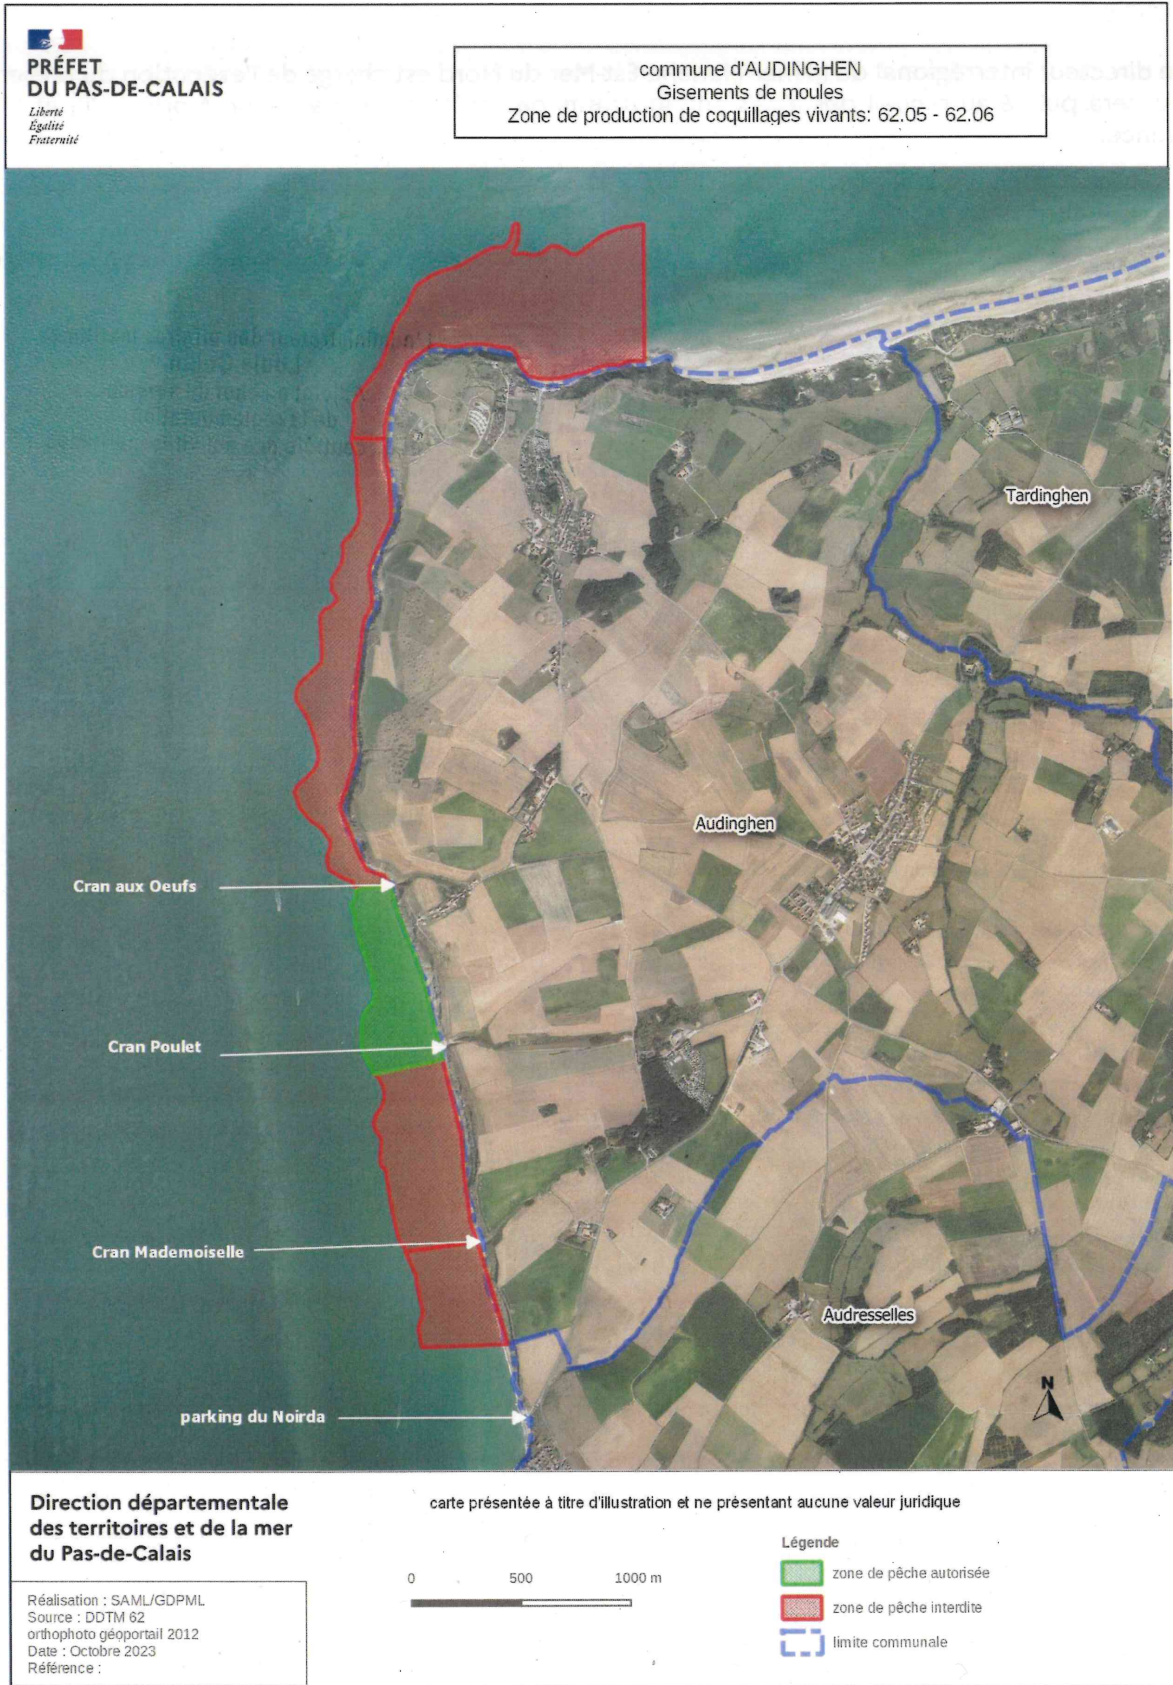 PRÉFET
DU PAS-DE-CALAIS
Liberté
Égalité
Fraternité
commune d'AUDINGHEN
Gisements de moules
Zone de production de coquillages vivants: 62.05 - 62.06
Tardinghen
Audinghen
Cran aux Oeufs
Cran Poulet
Cran Mademoiselle
Audresselles
N
parking du Noirda
Direction départementale
des territoires et de la mer
du Pas-de-Calais
carte présentée à titre d'illustration et ne présentant aucune valeur juridique
0 500 1000 m
Légende
zone de pêche autorisée
zone de pêche interdite
limite communale
Réalisation : SAML/GDPML
Source : DDTM 62
orthophoto géoportail 2012
Date : Octobre 2023
Référence :